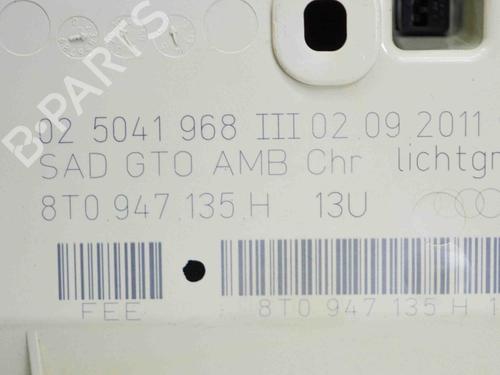 B-PARTS
02 5041 968 III 02.09.2011
SAD GTO AMB Chr lichtgr
8T0.947.135.H 13U
FEE
8T0 947 135 H 1